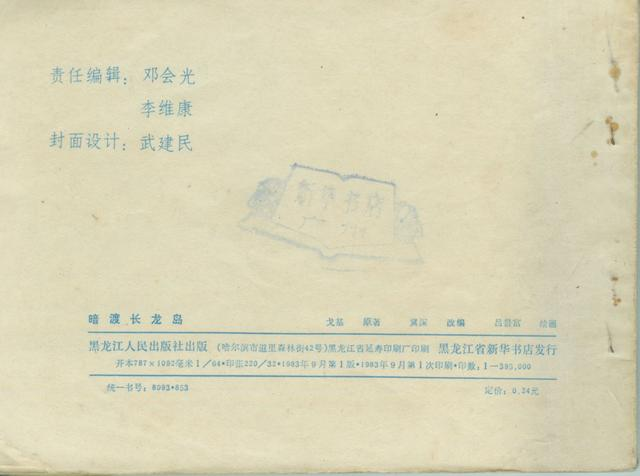 责任编辑：邓会光
李维康
封面设计：武建民
新华书店
暗渡长龙岛
戈基 原著 冀深 改编 吕景富 绘画
黑龙江人民出版社出版 （哈尔滨市道里森林街42号）黑龙江省延寿印刷厂印刷 黑龙江省新华书店发行
开本787×1092毫米1/64·印张220/32·1983年9月第1版·1983年9月第1次印刷·印数：1—395,000
统一书号：8093·853 定价：0.24元